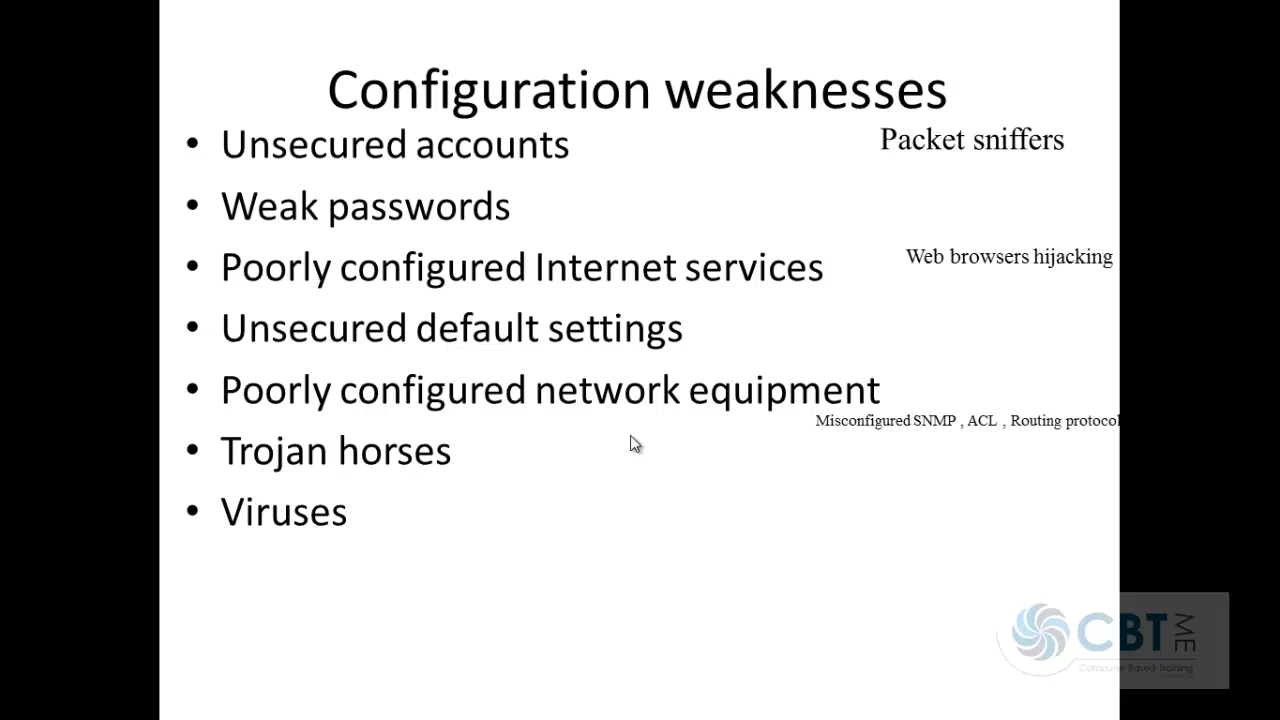 Configuration weaknesses
• Unsecured accounts
Packet sniffers
• Weak passwords
• Poorly configured Internet services
Web browsers hijacking
• Unsecured default settings
• Poorly configured network equipment
Misconfigured SNMP , ACL , Routing protocol
• Trojan horses
• Viruses
CBT ME
Computer Based Training